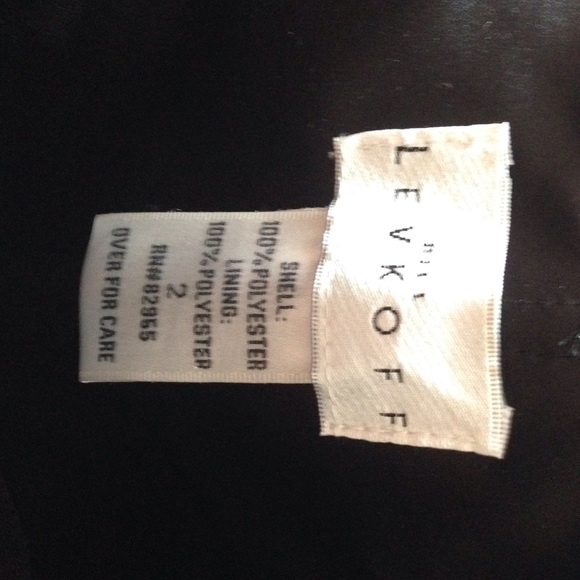 LEVKOFF
SHELL:
100% POLYESTER
LINING:
100% POLYESTER
2
RN#82965
OVER FOR CARE